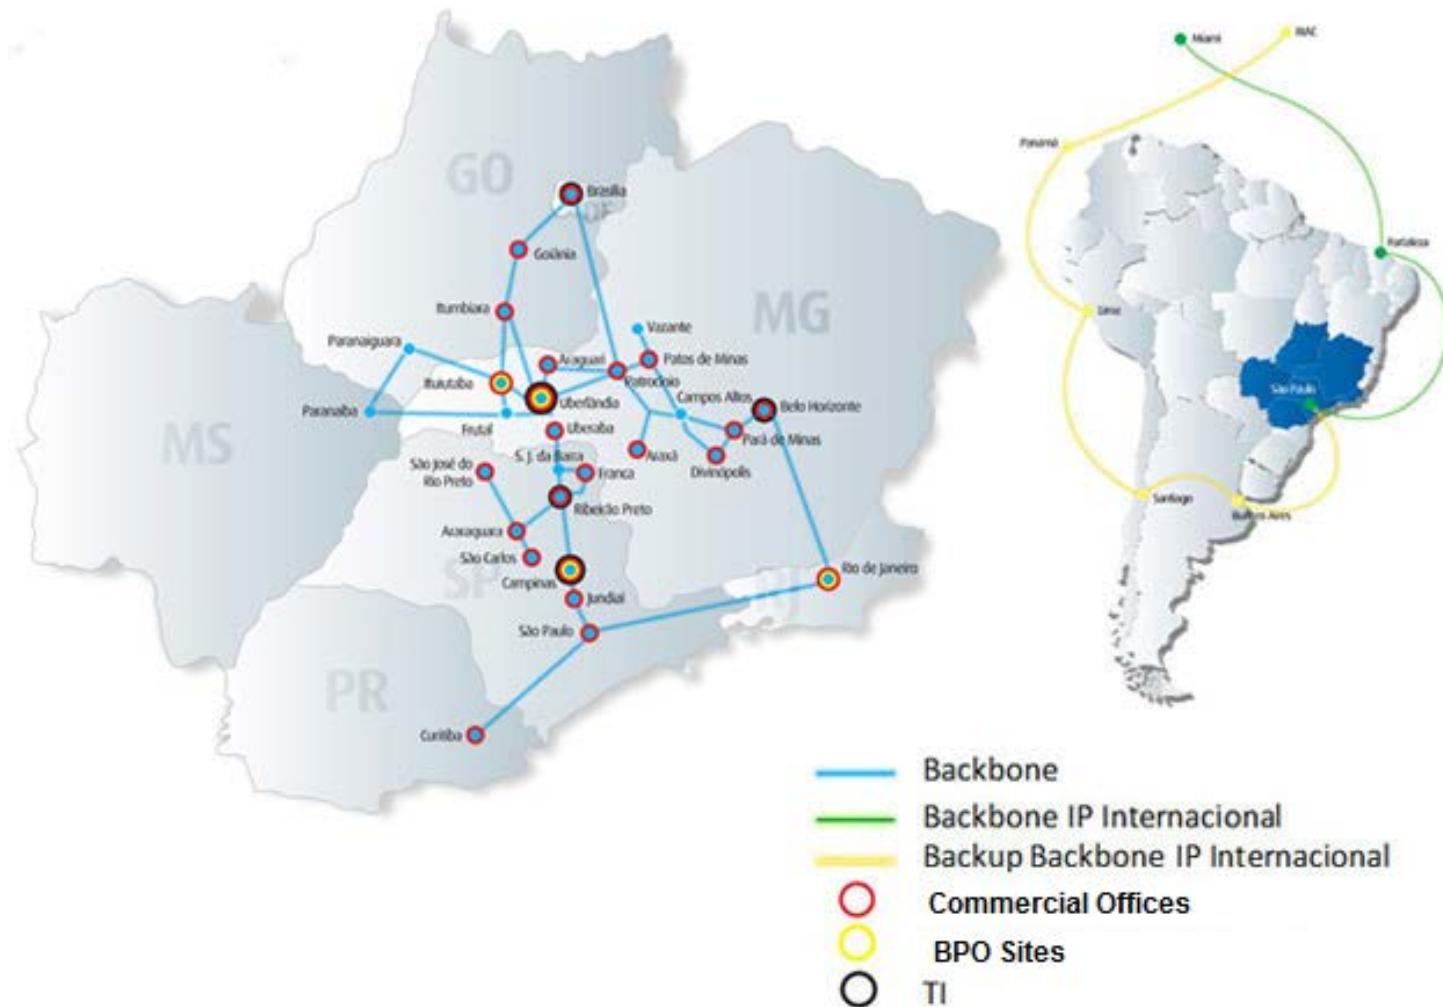 GO
Brasília
DF
Goiânia
Itumbiara
MG
Vazante
Paranaiguara
Araguari
Patos de Minas
Ituiutaba
Patrocínio
Uberlândia
Campos Altos
Belo Horizonte
Paranaíba
Frutal
Uberaba
Pará de Minas
MS
S. J. da Barra
Araxá
Divinópolis
São José do
Rio Preto
Franca
Ribeirão Preto
Araraquara
São Carlos
SP
Campinas
Jundiaí
Rio de Janeiro
RJ
São Paulo
PR
Curitiba
Miami
Panamá
Fortaleza
Lima
São Paulo
Santiago
Buenos Aires
Backbone
Backbone IP Internacional
Backup Backbone IP Internacional
Commercial Offices
BPO Sites
TI